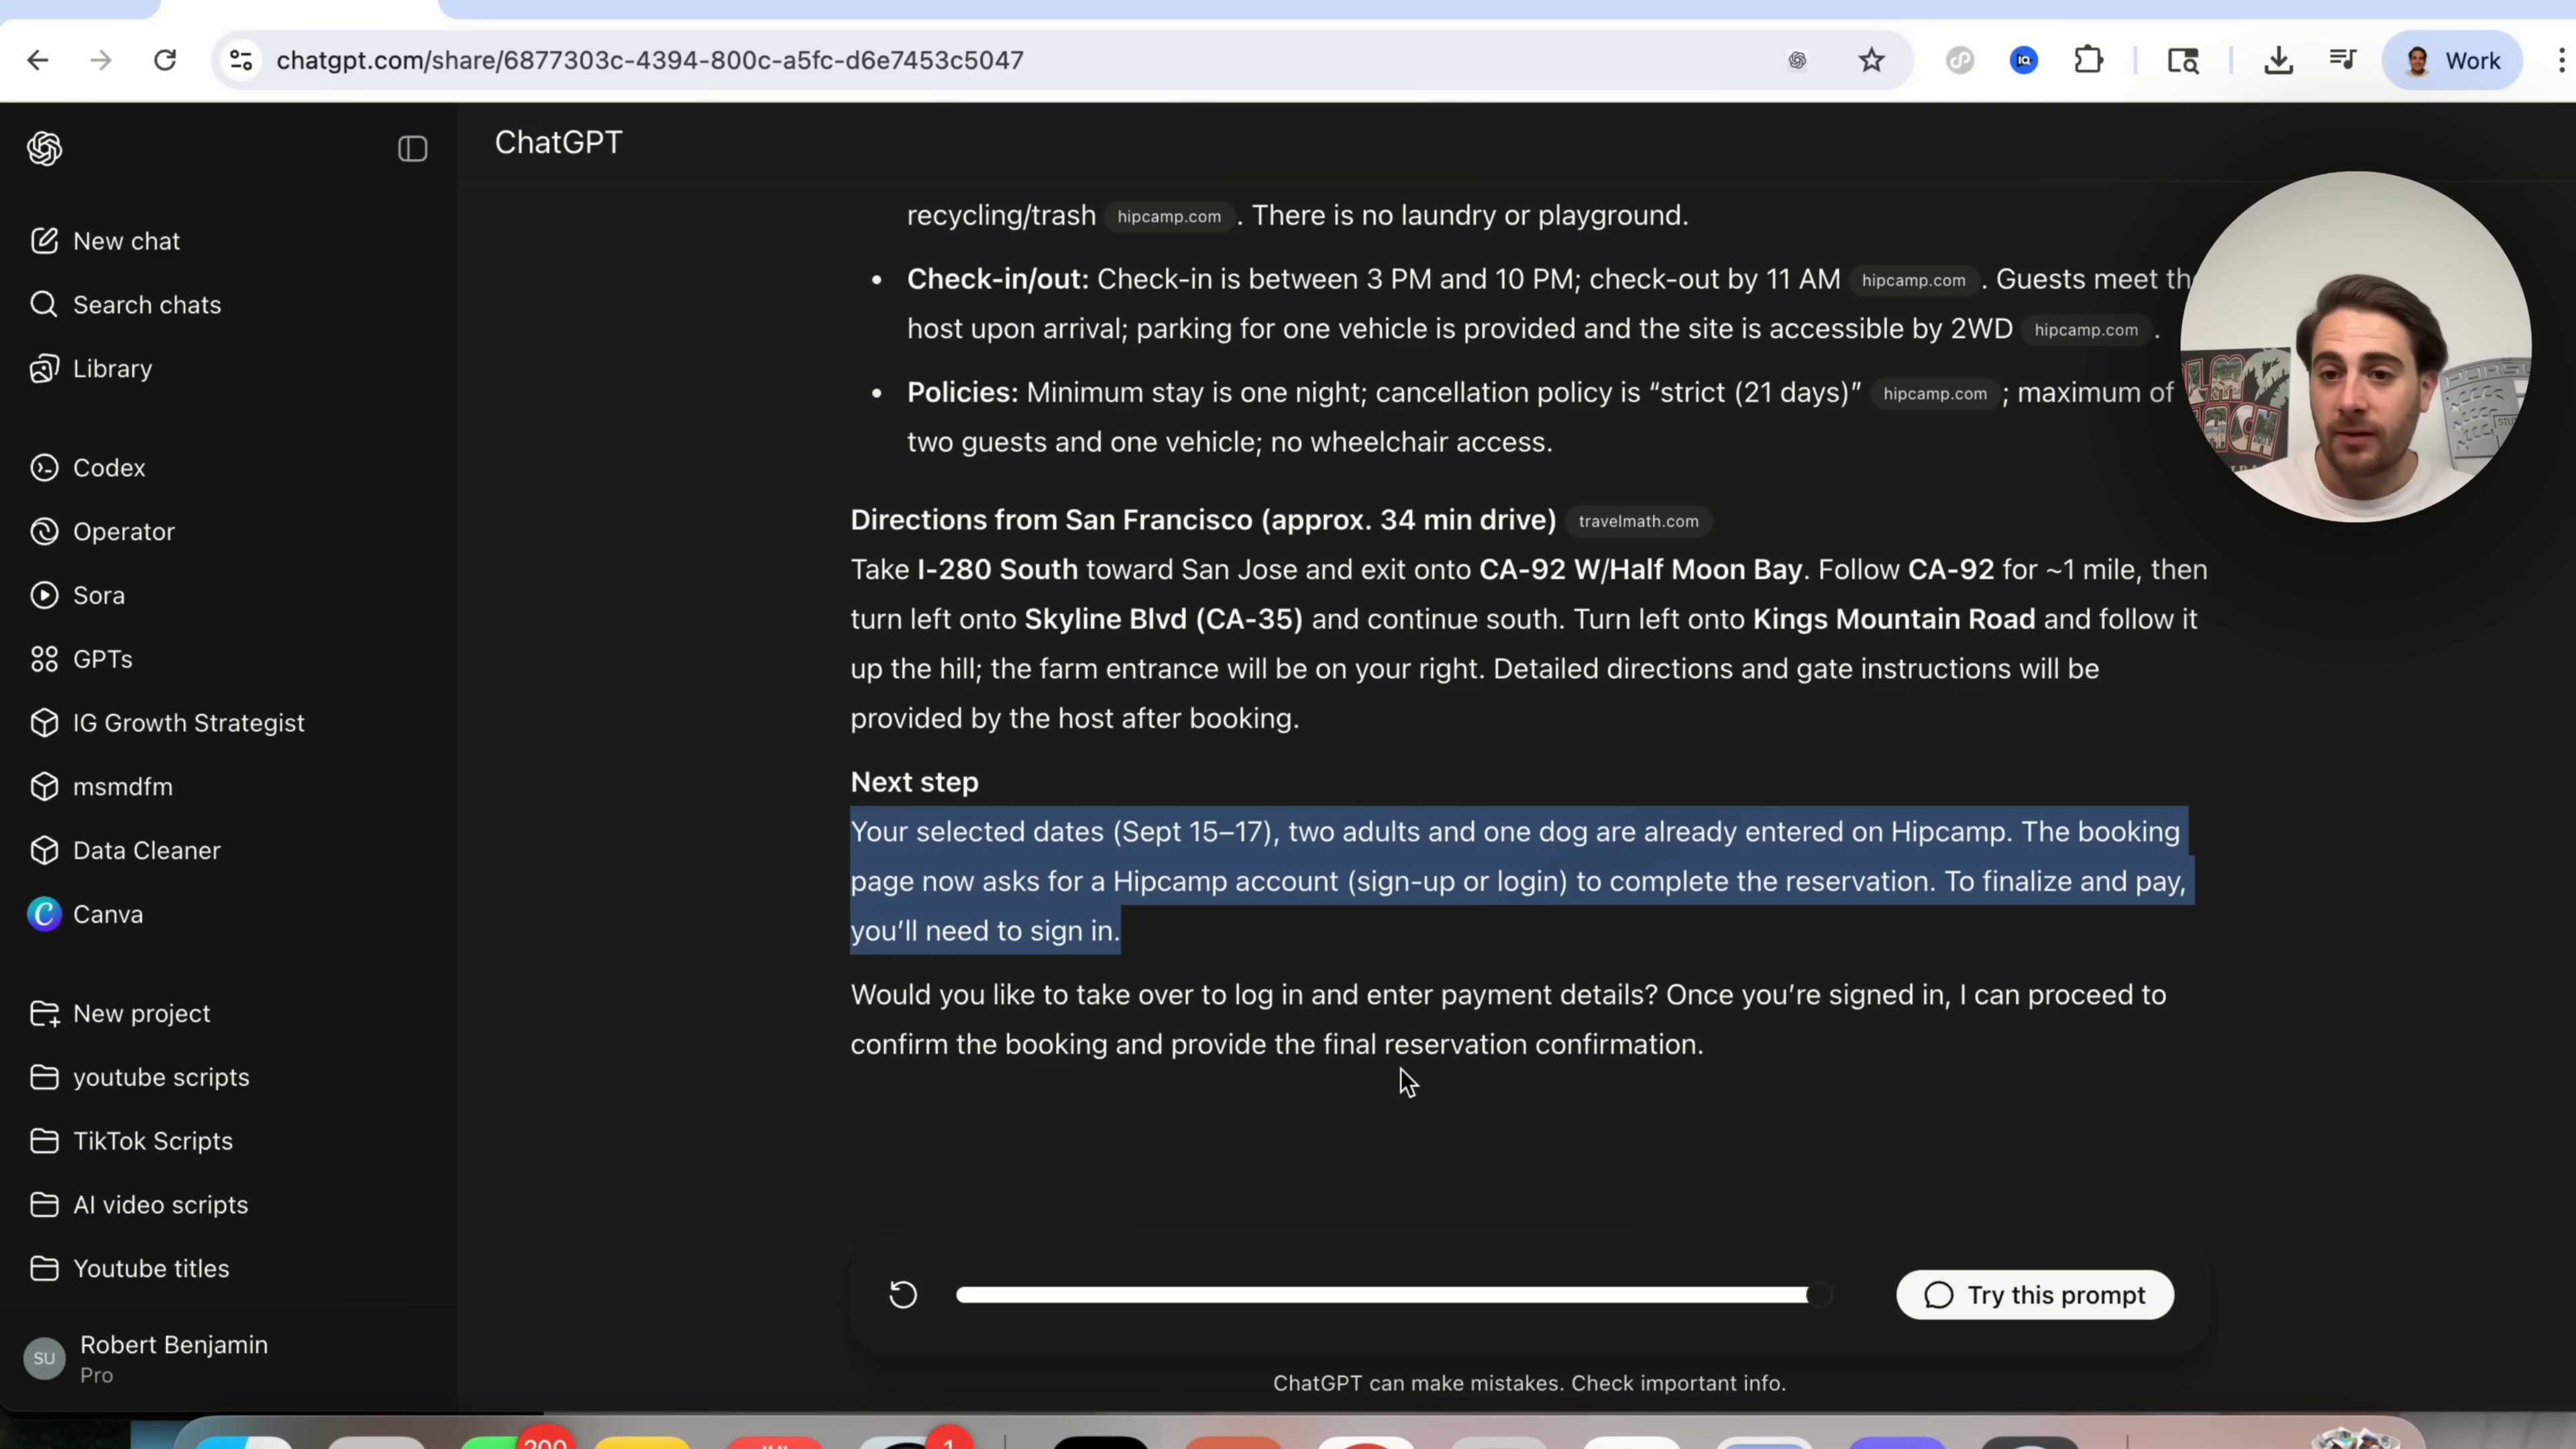 chatgpt.com/share/6877303c-4394-800c-a5fc-d6e7453c5047
Work
ChatGPT
New chat
Search chats
Library
Codex
Operator
Sora
GPTs
IG Growth Strategist
msmdfm
Data Cleaner
Canva
New project
youtube scripts
TikTok Scripts
AI video scripts
Youtube titles
SU
Robert Benjamin
Pro
recycling/trash hipcamp.com . There is no laundry or playground.
• Check-in/out: Check-in is between 3 PM and 10 PM; check-out by 11 AM hipcamp.com . Guests meet th
host upon arrival; parking for one vehicle is provided and the site is accessible by 2WD hipcamp.com .
• Policies: Minimum stay is one night; cancellation policy is “strict (21 days)” hipcamp.com ; maximum of
two guests and one vehicle; no wheelchair access.
Directions from San Francisco (approx. 34 min drive) travelmath.com
Take I-280 South toward San Jose and exit onto CA-92 W/Half Moon Bay. Follow CA-92 for ~1 mile, then
turn left onto Skyline Blvd (CA-35) and continue south. Turn left onto Kings Mountain Road and follow it
up the hill; the farm entrance will be on your right. Detailed directions and gate instructions will be
provided by the host after booking.
Next step
Your selected dates (Sept 15–17), two adults and one dog are already entered on Hipcamp. The booking
page now asks for a Hipcamp account (sign-up or login) to complete the reservation. To finalize and pay,
you’ll need to sign in.
Would you like to take over to log in and enter payment details? Once you’re signed in, I can proceed to
confirm the booking and provide the final reservation confirmation.
Try this prompt
ChatGPT can make mistakes. Check important info.
1